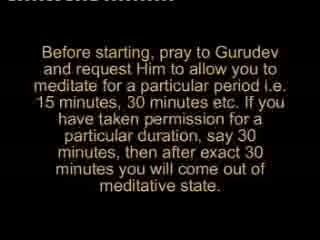 Before starting, pray to Gurudev
and request Him to allow you to
meditate for a particular period i.e.
15 minutes, 30 minutes etc. If you
have taken permission for a
particular duration, say 30
minutes, then after exact 30
minutes you will come out of
meditative state.